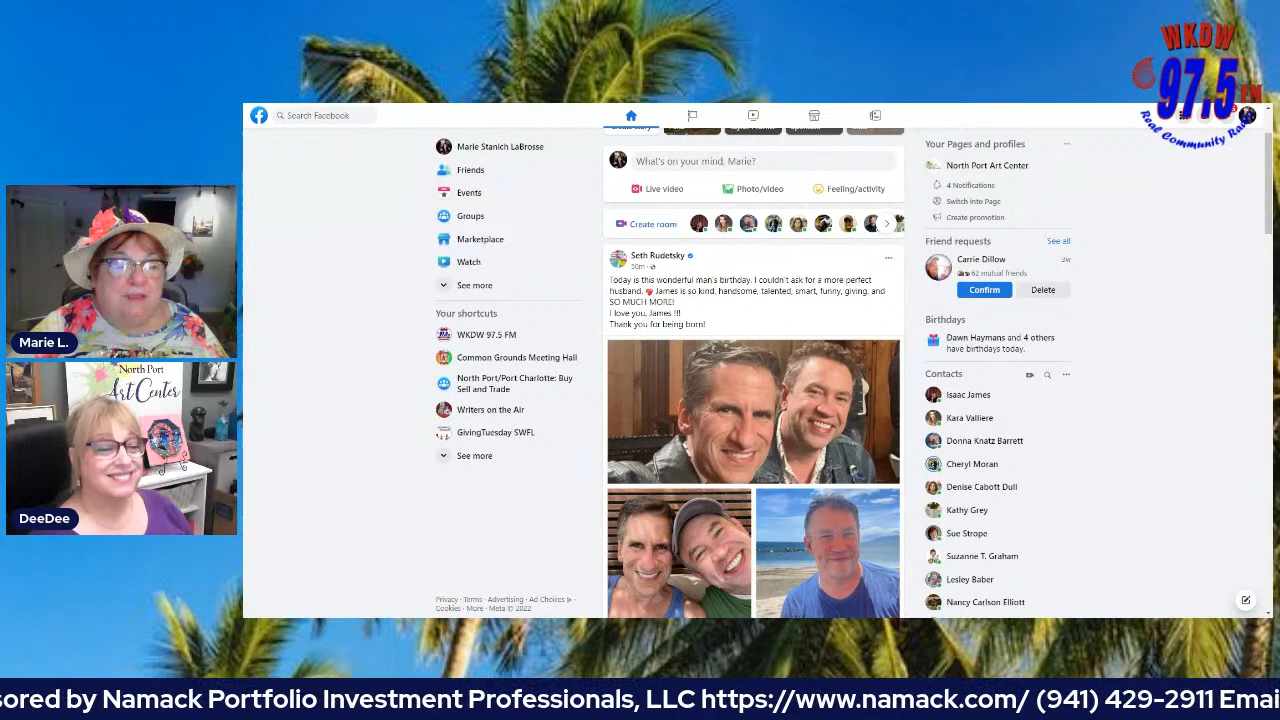 WKDW
97.5 FM
Real Community Radio
Search Facebook
Marie Stanich LaBrosse
Friends
Events
Groups
Marketplace
Watch
See more
Your shortcuts
WKDW 97.5 FM
Common Grounds Meeting Hall
North Port/Port Charlotte: Buy
Sell and Trade
Writers on the Air
GivingTuesday SWFL
See more
Privacy · Terms · Advertising · Ad Choices ·
Cookies · More · Meta © 2022
Create story
What's on your mind, Marie?
Live video
Photo/video
Feeling/activity
Create room
Seth Rudetsky
50m ·
Today is this wonderful man's birthday. I couldn't ask for a more perfect
husband. James is so kind, handsome, talented, smart, funny, giving, and
SO MUCH MORE!
I love you, James !!!
Thank you for being born!
Your Pages and profiles
North Port Art Center
4 Notifications
Switch into Page
Create promotion
Friend requests
See all
Carrie Dillow
3w
62 mutual friends
Confirm
Delete
Birthdays
Dawn Haymans and 4 others
have birthdays today.
Contacts
Isaac James
Kara Valliere
Donna Knatz Barrett
Cheryl Moran
Denise Cabott Dull
Kathy Grey
Sue Strope
Suzanne T. Graham
Lesley Baber
Nancy Carlson Elliott
Marie L.
North Port
Art Center
DeeDee
sored by Namack Portfolio Investment Professionals, LLC https://www.namack.com/ (941) 429-2911 Emai